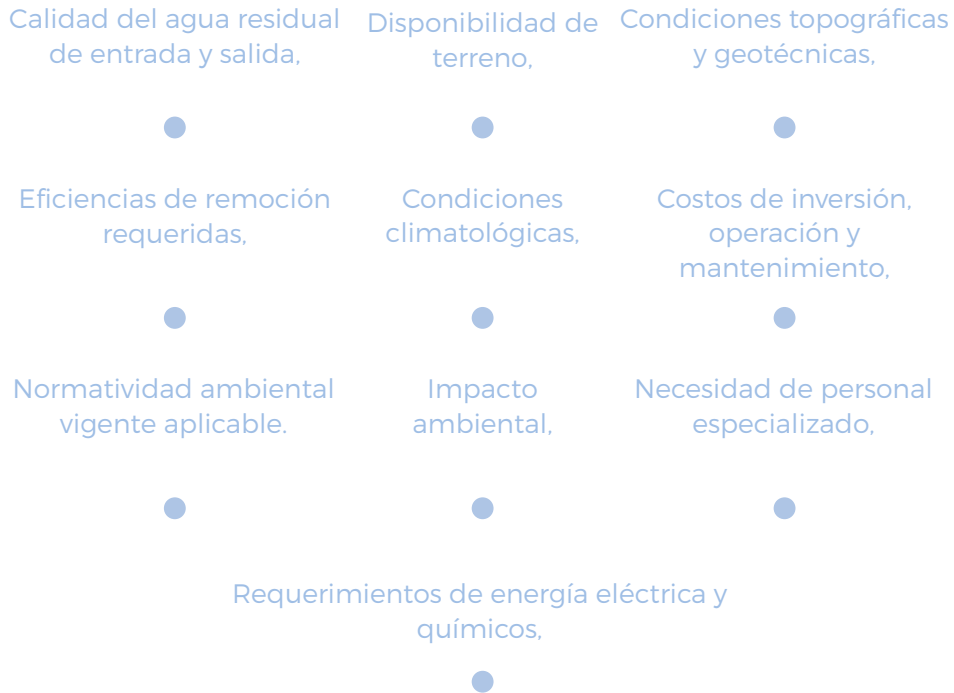 Calidad del agua residual
de entrada y salida,
Disponibilidad de
terreno,
Condiciones topográficas
y geotécnicas,
Eficiencias de remoción
requeridas,
Condiciones
climatológicas,
Costos de inversión,
operación y
mantenimiento,
Normatividad ambiental
vigente aplicable.
Impacto
ambiental,
Necesidad de personal
especializado,
Requerimientos de energía eléctrica y
químicos,